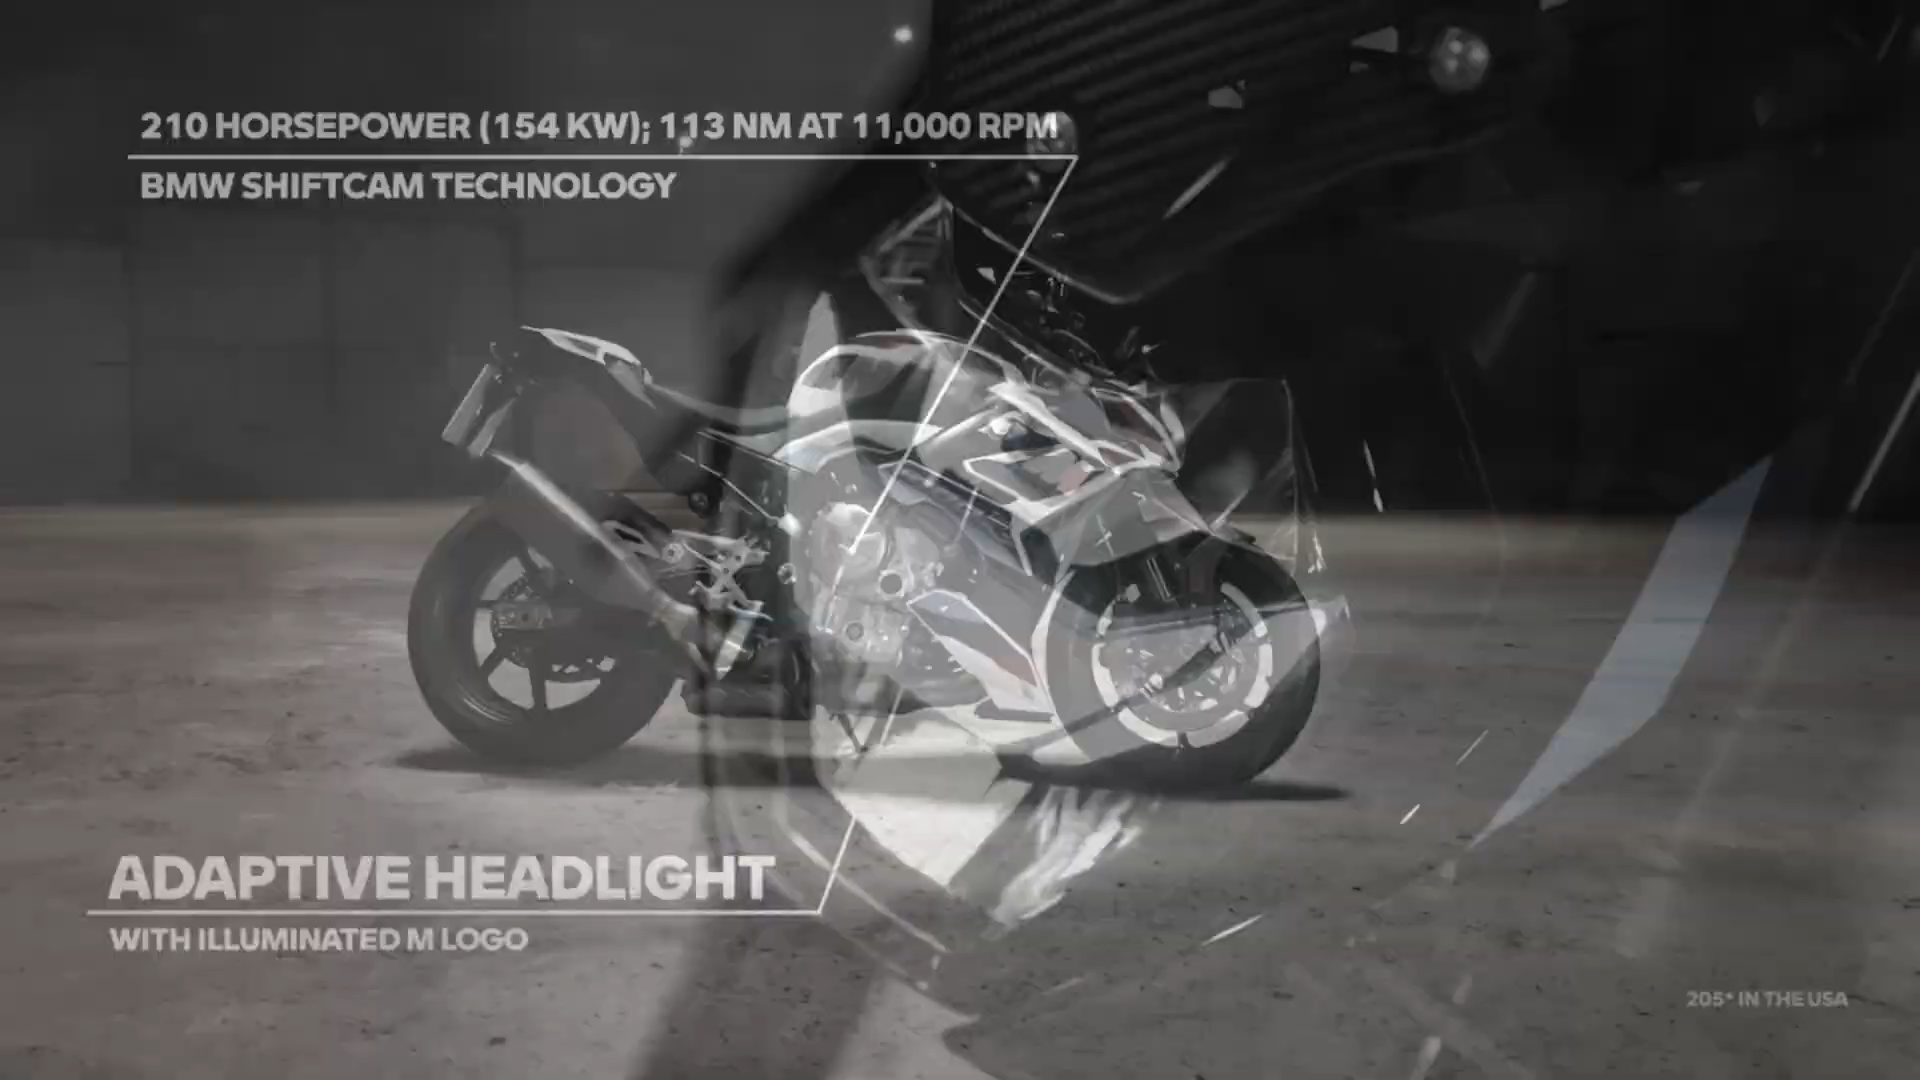 210 HORSEPOWER (154 KW); 113 NM AT 11,000 RPM
BMW SHIFTCAM TECHNOLOGY
ADAPTIVE HEADLIGHT
WITH ILLUMINATED M LOGO
205* IN THE USA